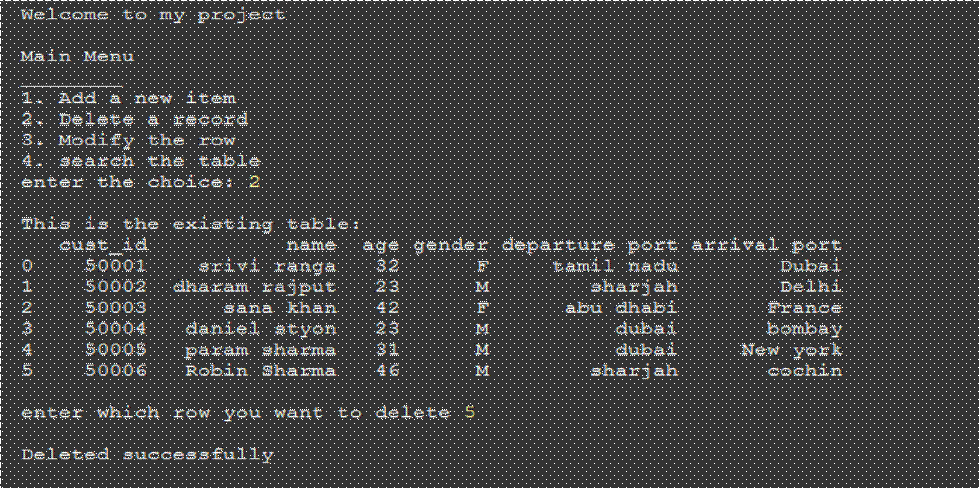 Welcome to my project
Main Menu
________
1. Add a new item
2. Delete a record
3. Modify the row
4. search the table
enter the choice: 2
This is the existing table:
cust_id name age gender departure port arrival port
0 50001 srivi ranga 32 F tamil nadu Dubai
1 50002 dharam rajput 23 M sharjah Delhi
2 50003 sana khan 42 F abu dhabi France
3 50004 daniel styon 23 M dubai bombay
4 50005 param sharma 31 M dubai New york
5 50006 Robin Sharma 46 M sharjah cochin
enter which row you want to delete 5
Deleted successfully